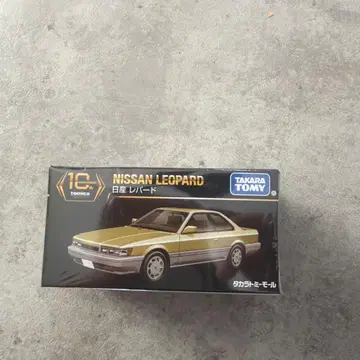 10th
TOMICA
NISSAN LEOPARD
日産 レパード
TAKARA
TOMY
タカラトミーモール